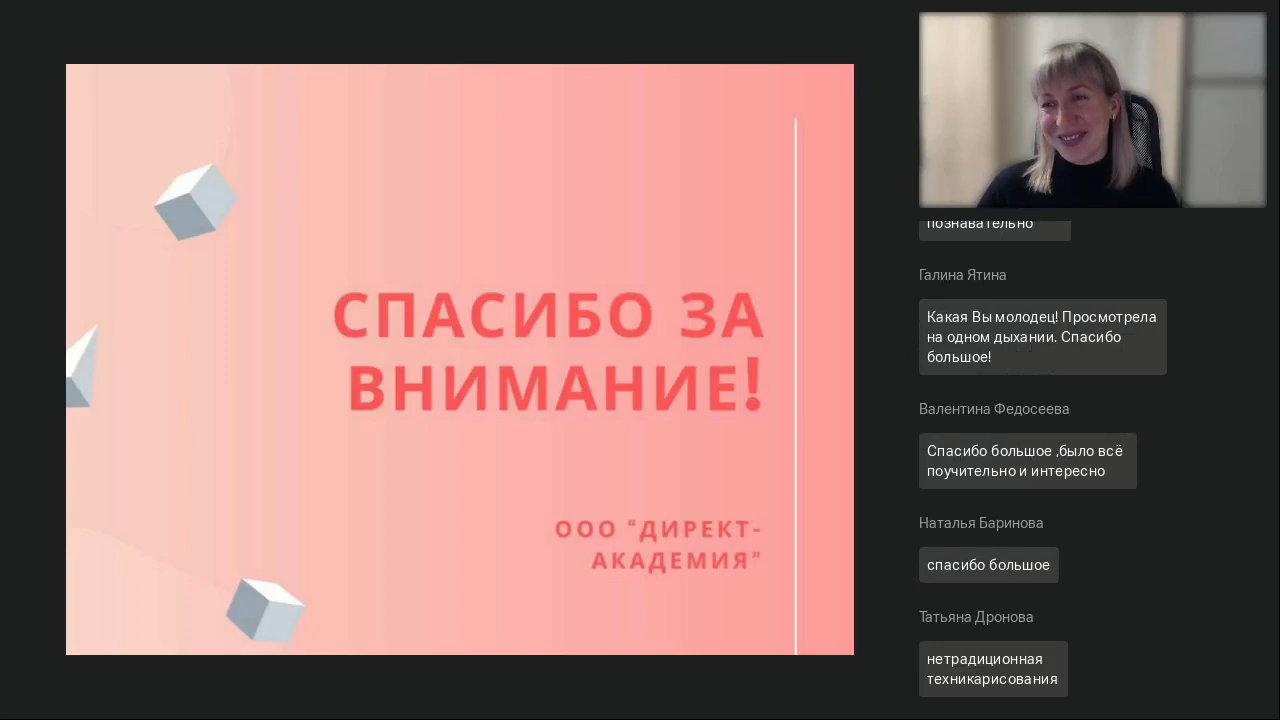 СПАСИБО ЗА
ВНИМАНИЕ!
ООО “ДИРЕКТ-
АКАДЕМИЯ”
познавательно
Галина Ятина
Какая Вы молодец! Просмотрела
на одном дыхании. Спасибо
большое!
Валентина Федосеева
Спасибо большое ,было всё
поучительно и интересно
Наталья Баринова
спасибо большое
Татьяна Дронова
нетрадиционная
техникарисования